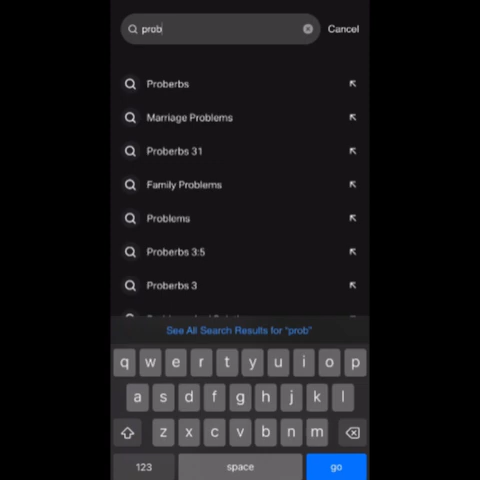 prob
Cancel
Proberbs
Marriage Problems
Proberbs 31
Family Problems
Problems
Proberbs 3:5
Proberbs 3
See All Search Results for "prob"
q w e r t y u i o p
a s d f g h j k l
z x c v b n m
123 space go